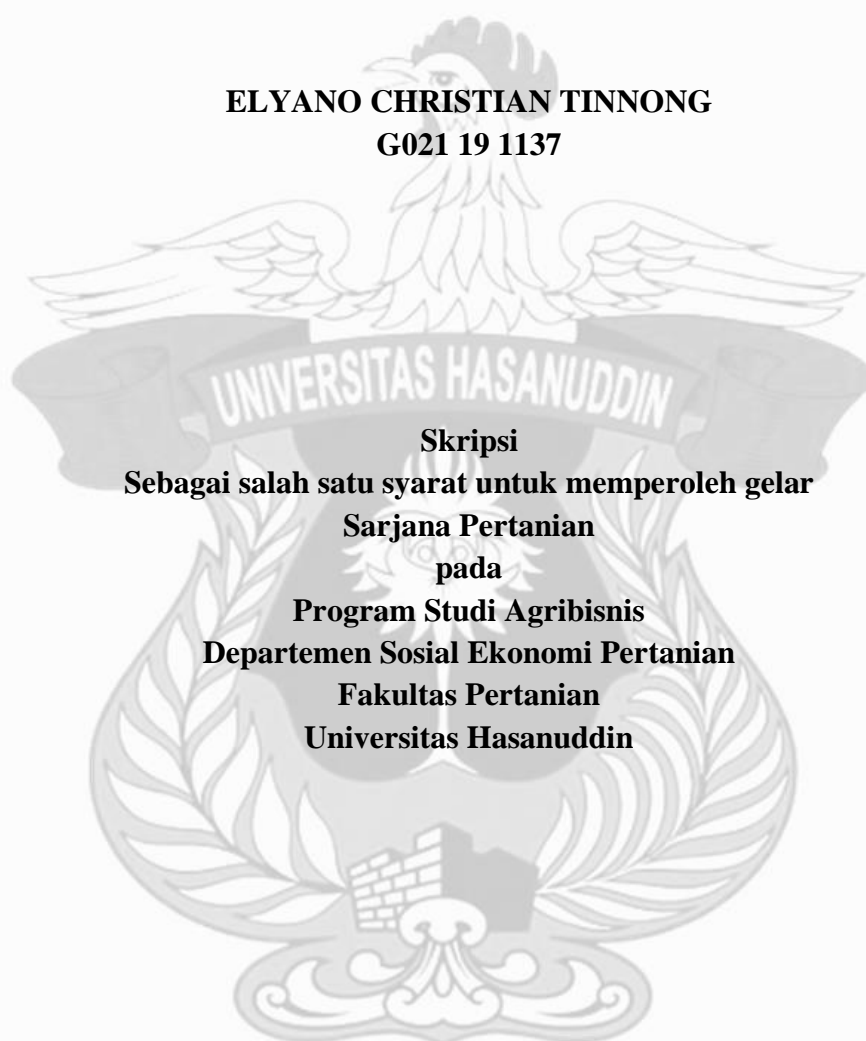 ELYANO CHRISTIAN TINNONG
G021 19 1137
UNIVERSITAS HASANUDDIN
Skripsi
Sebagai salah satu syarat untuk memperoleh gelar
Sarjana Pertanian
pada
Program Studi Agribisnis
Departemen Sosial Ekonomi Pertanian
Fakultas Pertanian
Universitas Hasanuddin